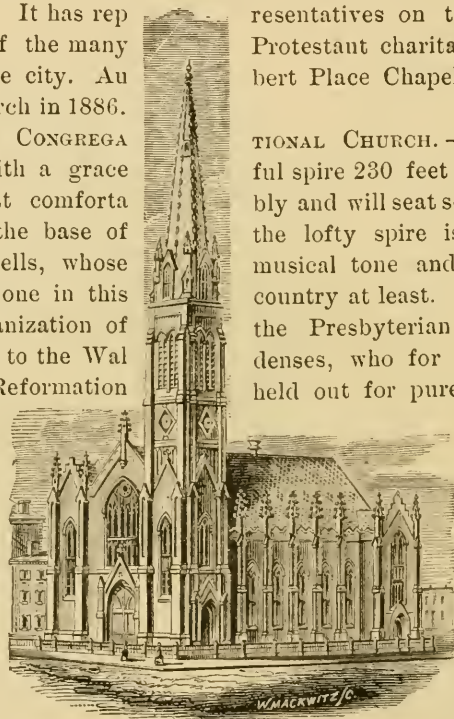 It has rep resentatives on t
f the many Protestant charita
e city. Au bert Place Chapel
rch in 1886.
CONGREGA TIONAL CHURCH. —
ith a grace ful spire 230 feet
t comforta bly and will seat s
the base of the lofty spire is
ells, whose musical tone and
one in this country at least.
anization of the Presbyterian
to the Wal denses, who for
Reformation held out for pure
W. MACKWITZ SC.